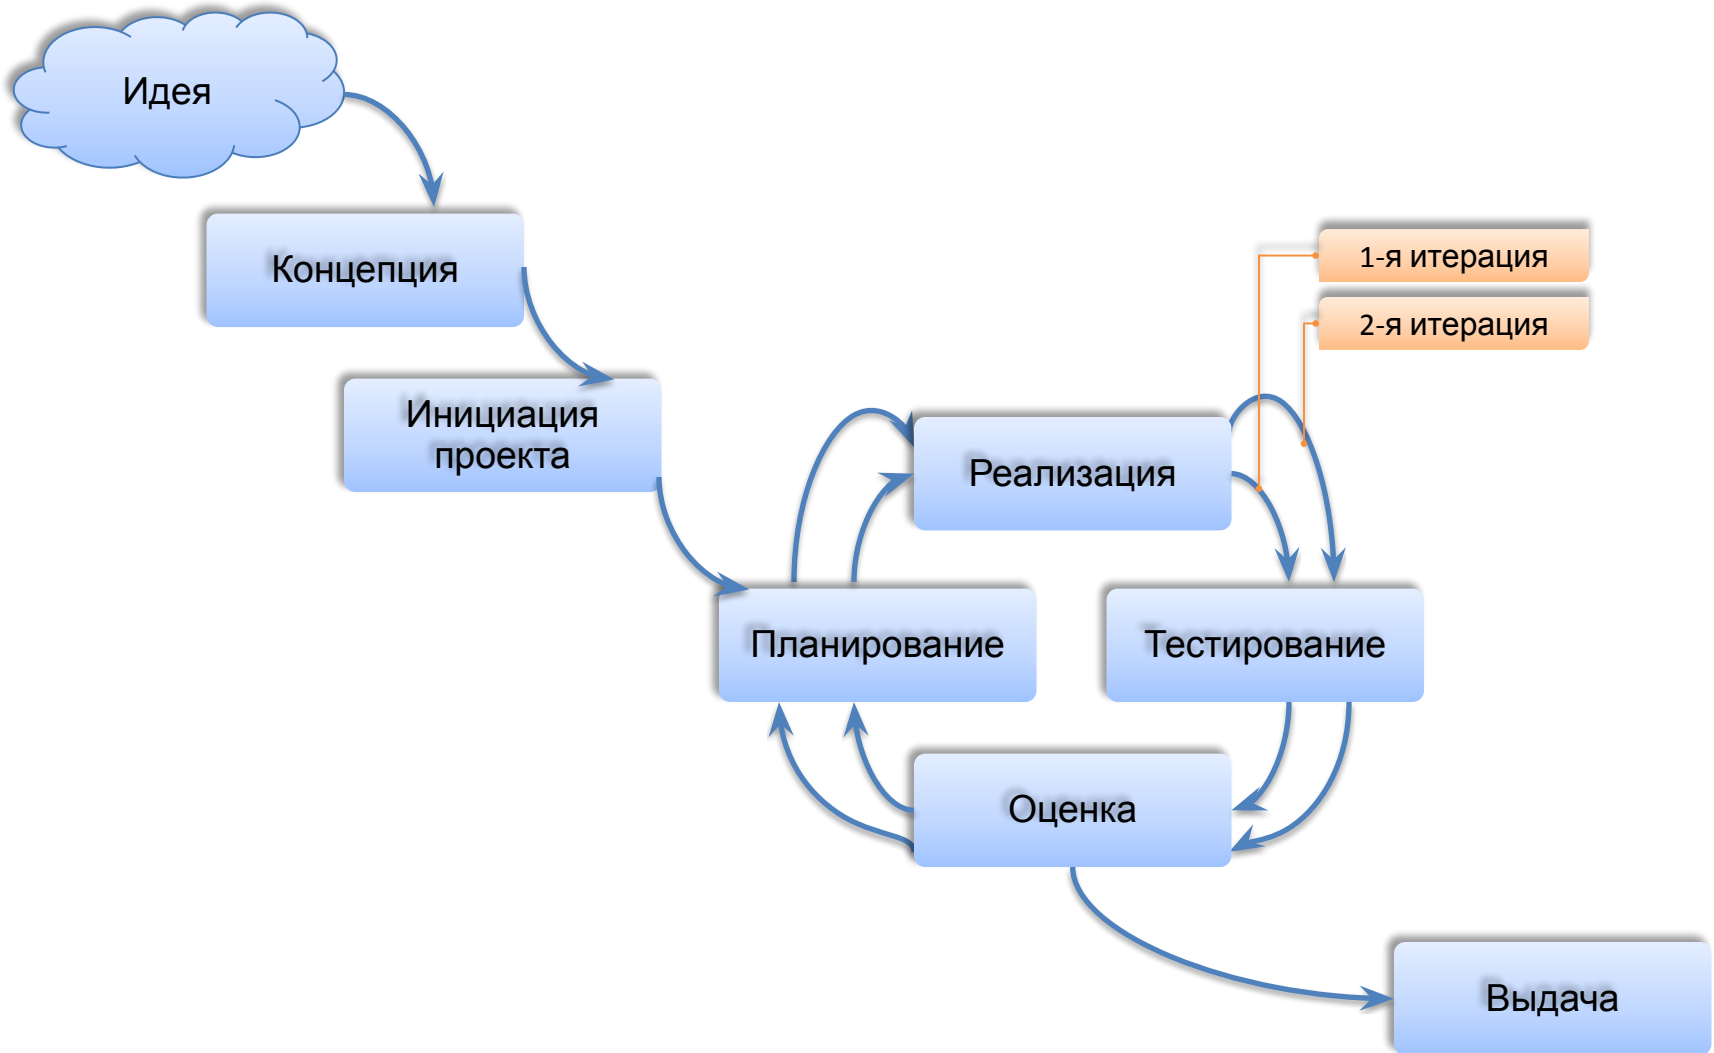 Идея
Концепция
1-я итерация
2-я итерация
Инициация
проекта
Реализация
Планирование
Тестирование
Оценка
Выдача